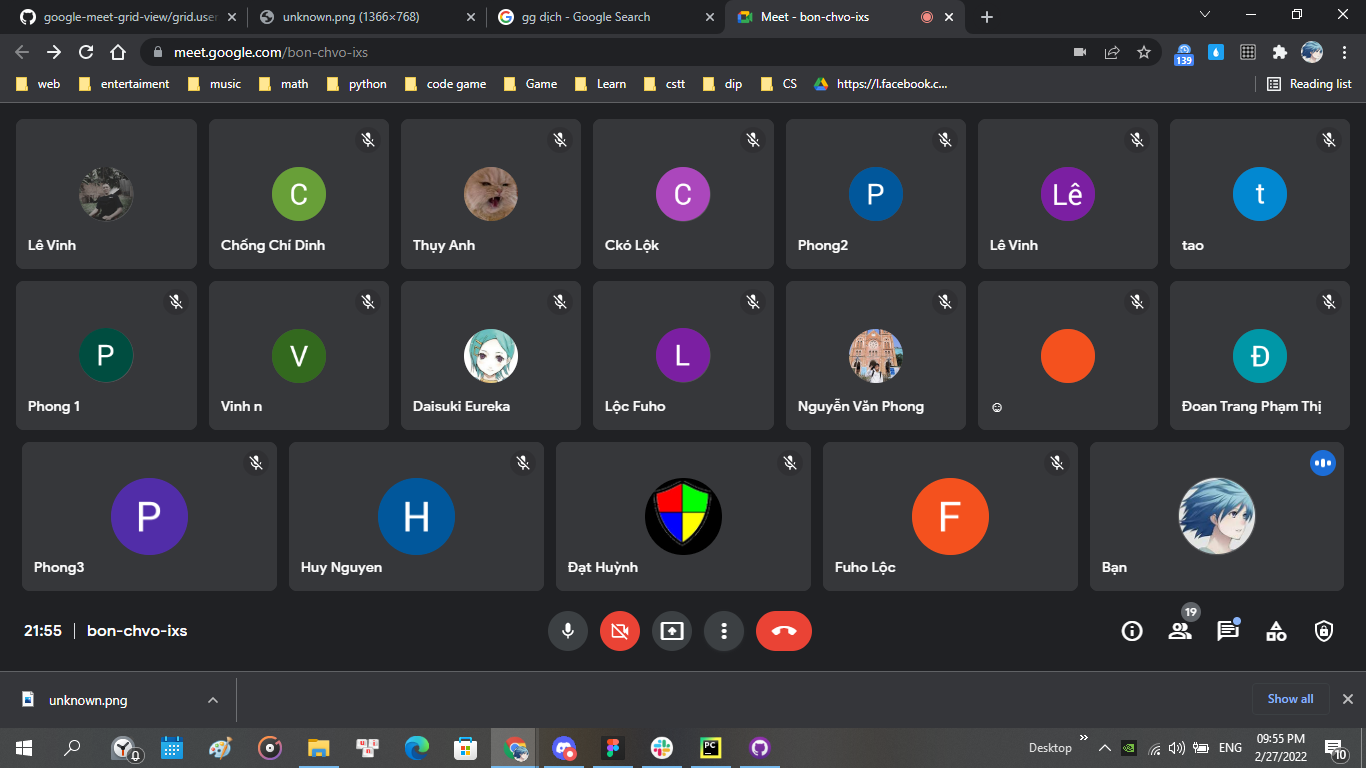 google-meet-grid-view/grid.user
unknown.png (1366×768)
gg dịch - Google Search
Meet - bon-chvo-ixs
meet.google.com/bon-chvo-ixs
139
web
entertaiment
music
math
python
code game
Game
Learn
cstt
dip
CS
https://l.facebook.c...
Reading list
Lê Vinh
C
Chống Chí Dinh
Thụy Anh
C
Ckó Lộk
P
Phong2
Lê
Lê Vinh
t
tao
P
Phong 1
V
Vinh n
Daisuki Eureka
L
Lộc Fuho
Nguyễn Văn Phong
☺
Đ
Đoan Trang Phạm Thị
P
Phong3
H
Huy Nguyen
Đạt Huỳnh
F
Fuho Lộc
Bạn
21:55 | bon-chvo-ixs
19
unknown.png
Show all
PC
Desktop
ENG
09:55 PM
2/27/2022
10